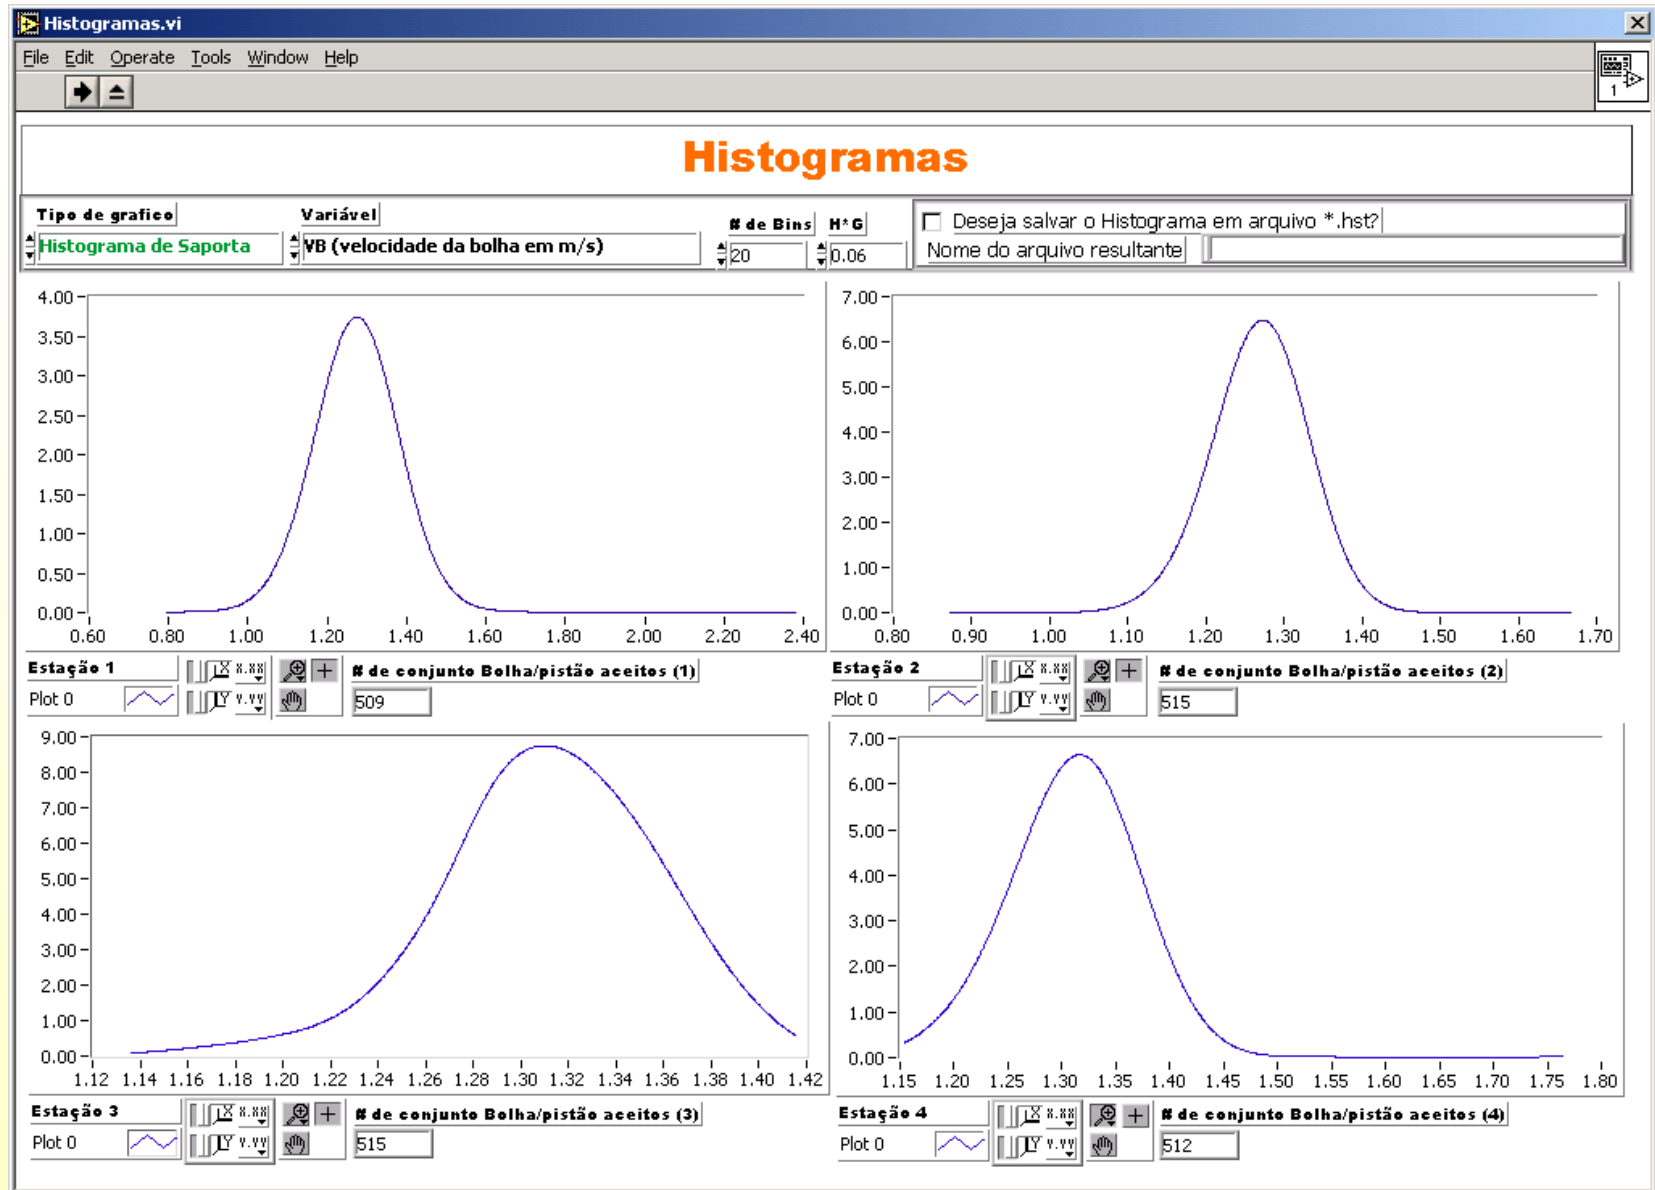 Histogramas.vi
File Edit Operate Tools Window Help
1
Histogramas
Tipo de grafico Variável # de Bins H*G Deseja salvar o Histograma em arquivo *.hst?
Histograma de Saporta VB (velocidade da bolha em m/s) 20 0.06 Nome do arquivo resultante
4.00
3.50
3.00
2.50
2.00
1.50
1.00
0.50
0.00
0.60 0.80 1.00 1.20 1.40 1.60 1.80 2.00 2.20 2.40
Estação 1 X 8.88 # de conjunto Bolha/pistão aceitos (1)
Plot 0 Y Y.YY 509
7.00
6.00
5.00
4.00
3.00
2.00
1.00
0.00
0.80 0.90 1.00 1.10 1.20 1.30 1.40 1.50 1.60 1.70
Estação 2 X 8.88 # de conjunto Bolha/pistão aceitos (2)
Plot 0 Y Y.YY 515
9.00
8.00
7.00
6.00
5.00
4.00
3.00
2.00
1.00
0.00
1.12 1.14 1.16 1.18 1.20 1.22 1.24 1.26 1.28 1.30 1.32 1.34 1.36 1.38 1.40 1.42
Estação 3 X 8.88 # de conjunto Bolha/pistão aceitos (3)
Plot 0 Y Y.YY 515
7.00
6.00
5.00
4.00
3.00
2.00
1.00
0.00
1.15 1.20 1.25 1.30 1.35 1.40 1.45 1.50 1.55 1.60 1.65 1.70 1.75 1.80
Estação 4 X 8.88 # de conjunto Bolha/pistão aceitos (4)
Plot 0 Y Y.YY 512